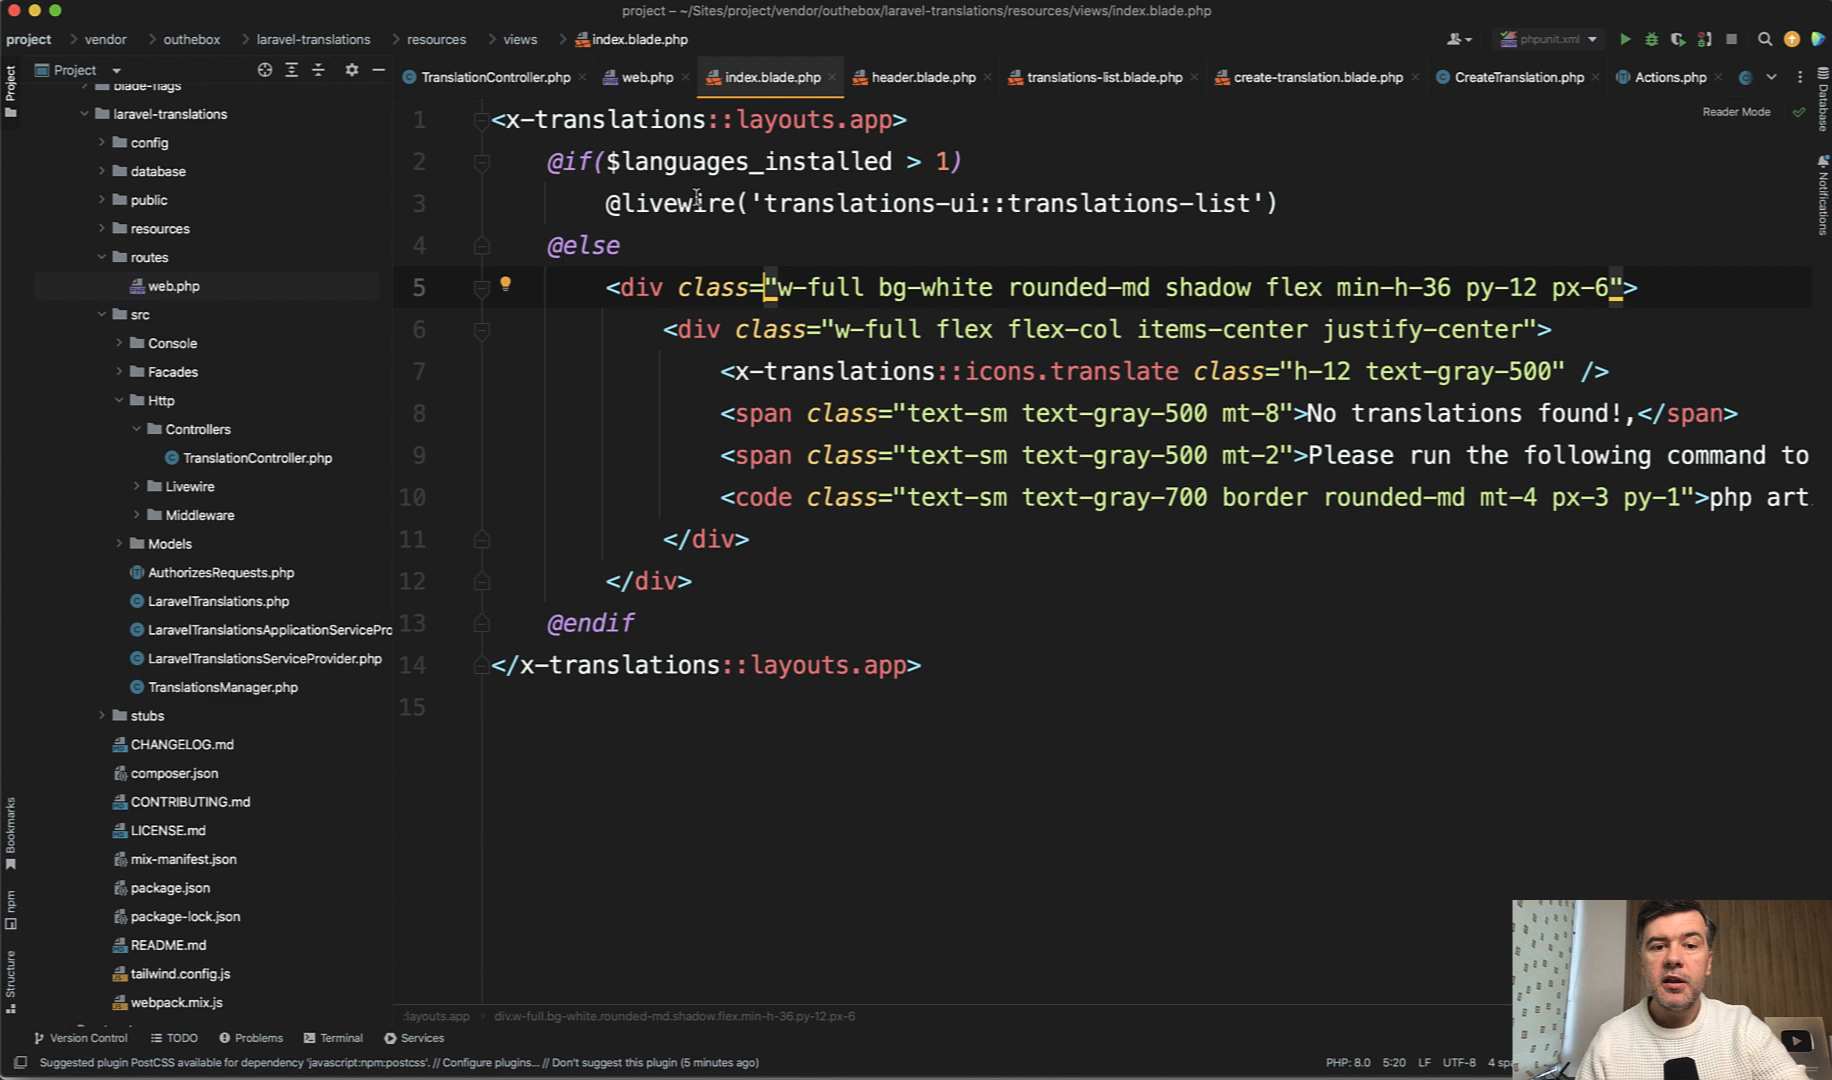 project – ~/Sites/project/vendor/outhebox/laravel-translations/resources/views/index.blade.php
project vendor outhebox laravel-translations resources views index.blade.php
phpunit.xml
Project
TranslationController.php web.php index.blade.php header.blade.php translations-list.blade.php create-translation.blade.php CreateTranslation.php Actions.php
Reader Mode
Project
Bookmarks
npm
Structure
Database
Notifications
blade-flags
laravel-translations
config
database
public
resources
routes
web.php
src
Console
Facades
Http
Controllers
TranslationController.php
Livewire
Middleware
Models
AuthorizesRequests.php
LaravelTranslations.php
LaravelTranslationsApplicationServicePro
LaravelTranslationsServiceProvider.php
TranslationsManager.php
stubs
CHANGELOG.md
composer.json
CONTRIBUTING.md
LICENSE.md
mix-manifest.json
package.json
package-lock.json
README.md
tailwind.config.js
webpack.mix.js
1 <x-translations::layouts.app>
2 @if($languages_installed > 1)
3 @livewire('translations-ui::translations-list')
4 @else
5 <div class="w-full bg-white rounded-md shadow flex min-h-36 py-12 px-6">
6 <div class="w-full flex flex-col items-center justify-center">
7 <x-translations::icons.translate class="h-12 text-gray-500" />
8 <span class="text-sm text-gray-500 mt-8">No translations found!,</span>
9 <span class="text-sm text-gray-500 mt-2">Please run the following command to
10 <code class="text-sm text-gray-700 border rounded-md mt-4 px-3 py-1">php art
11 </div>
12 </div>
13 @endif
14 </x-translations::layouts.app>
15
:layouts.app div.w-full.bg-white.rounded-md.shadow.flex.min-h-36.py-12.px-6
Version Control TODO Problems Terminal Services
Suggested plugin PostCSS available for dependency 'javascript:npm:postcss'. // Configure plugins... // Don't suggest this plugin (5 minutes ago) PHP: 8.0 5:20 LF UTF-8 4 spa